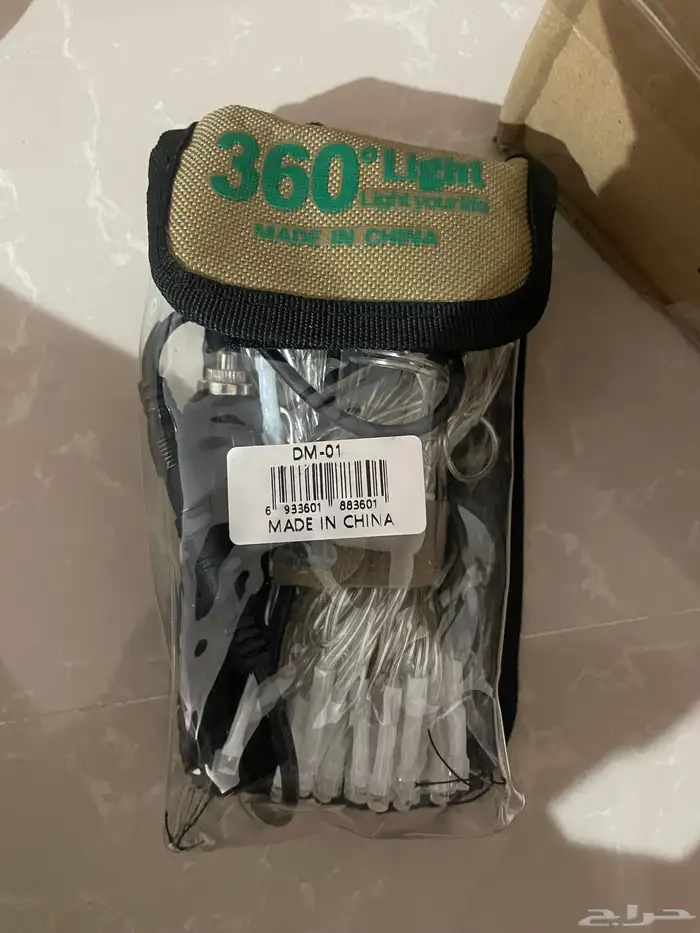 360° Light
Light your life
MADE IN CHINA
DM-01
6 933601 883601
MADE IN CHINA
حراج